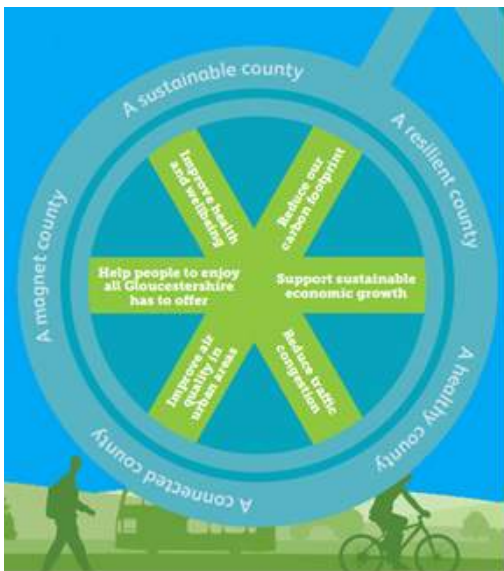 A sustainable county
A resilient county
A healthy county
A connected county
A magnet county
Improve health
and wellbeing
Reduce our
carbon footprint
Help people to enjoy
all Gloucestershire
has to offer
Support sustainable
economic growth
Improve air
quality in
urban areas
Reduce traffic
congestion